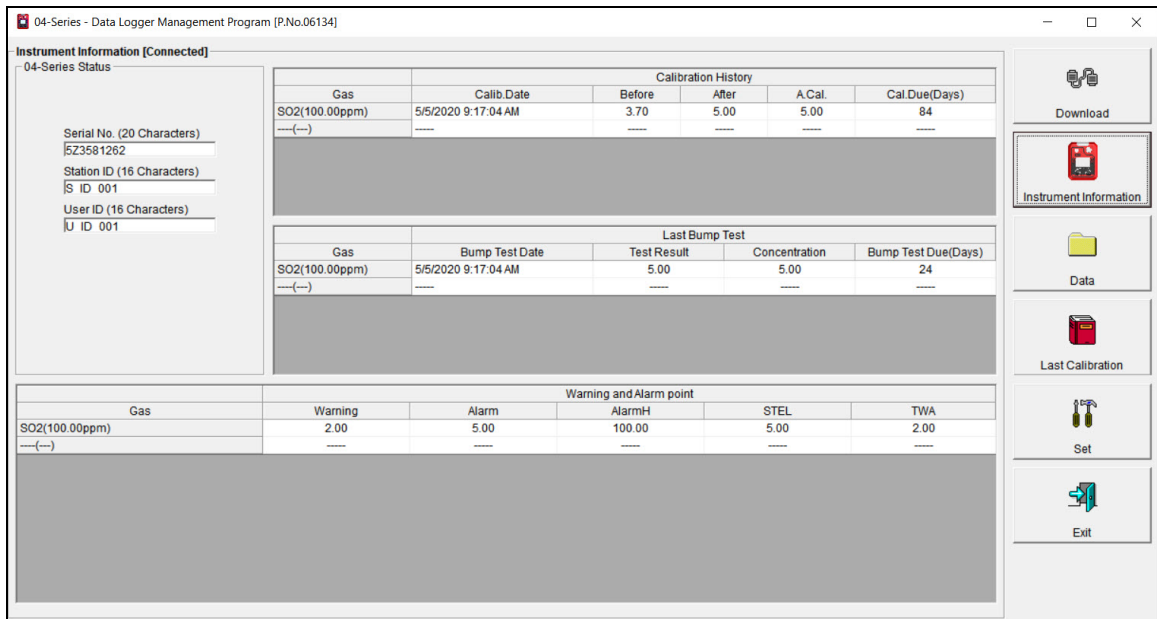 04-Series - Data Logger Management Program [P.No.06134]
Instrument Information [Connected]
04-Series Status
Serial No. (20 Characters)
5Z3581262
Station ID (16 Characters)
S_ID_001
User ID (16 Characters)
U_ID_001
Calibration History
Gas Calib.Date Before After A.Cal. Cal.Due(Days)
SO2(100.00ppm) 5/5/2020 9:17:04 AM 3.70 5.00 5.00 84
----(---) ----- ----- ----- ----- -----
Last Bump Test
Gas Bump Test Date Test Result Concentration Bump Test Due(Days)
SO2(100.00ppm) 5/5/2020 9:17:04 AM 5.00 5.00 24
----(---) ----- ----- ----- -----
Warning and Alarm point
Gas Warning Alarm AlarmH STEL TWA
SO2(100.00ppm) 2.00 5.00 100.00 5.00 2.00
----(---) ----- ----- ----- ----- -----
Download
Instrument Information
Data
Last Calibration
Set
Exit